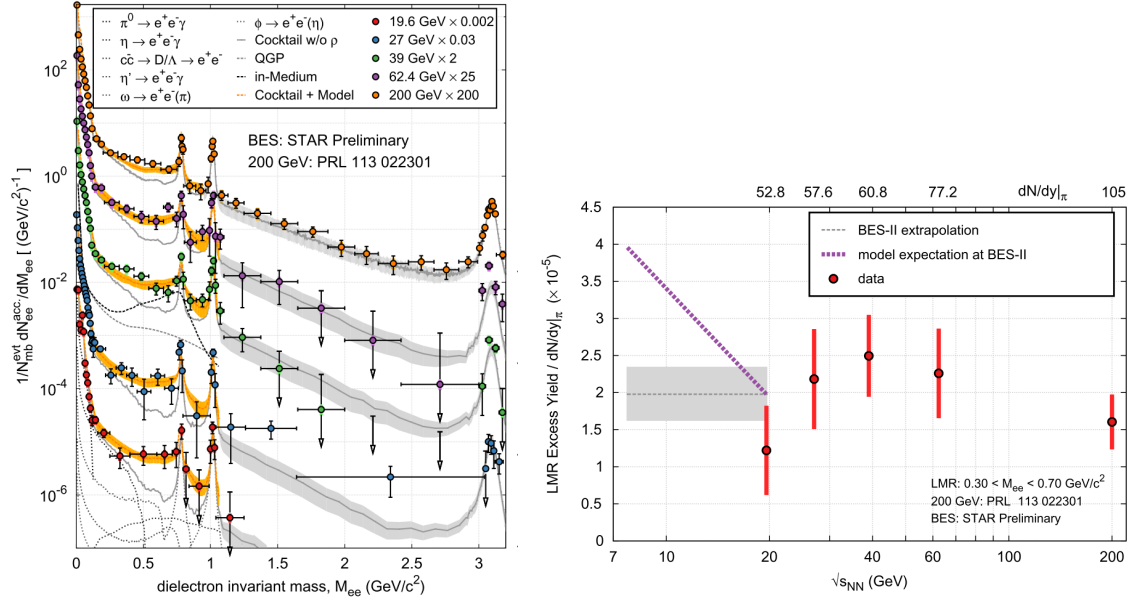 π⁰ → e⁺e⁻γ
η → e⁺e⁻γ
cc̄ → D/Λ → e⁺e⁻
η' → e⁺e⁻γ
ω → e⁺e⁻(π)
ϕ → e⁺e⁻(η)
Cocktail w/o ρ
QGP
in-Medium
Cocktail + Model
19.6 GeV × 0.002
27 GeV × 0.03
39 GeV × 2
62.4 GeV × 25
200 GeV × 200
BES: STAR Preliminary
200 GeV: PRL 113 022301
1/N_mb^evt dN_ee^acc./dM_ee [ (GeV/c²)⁻¹ ]
10²
10⁰
10⁻²
10⁻⁴
10⁻⁶
0 0.5 1 1.5 2 2.5 3
dielectron invariant mass, M_ee (GeV/c²)
52.8 57.6 60.8 77.2 dN/dy|_π 105
BES-II extrapolation
model expectation at BES-II
data
LMR Excess Yield / dN/dy|_π (× 10⁻⁵)
4.5
4
3.5
3
2.5
2
1.5
1
0.5
0
LMR: 0.30 < M_ee < 0.70 GeV/c²
200 GeV: PRL 113 022301
BES: STAR Preliminary
7 10 20 40 60 100 200
√s_NN (GeV)